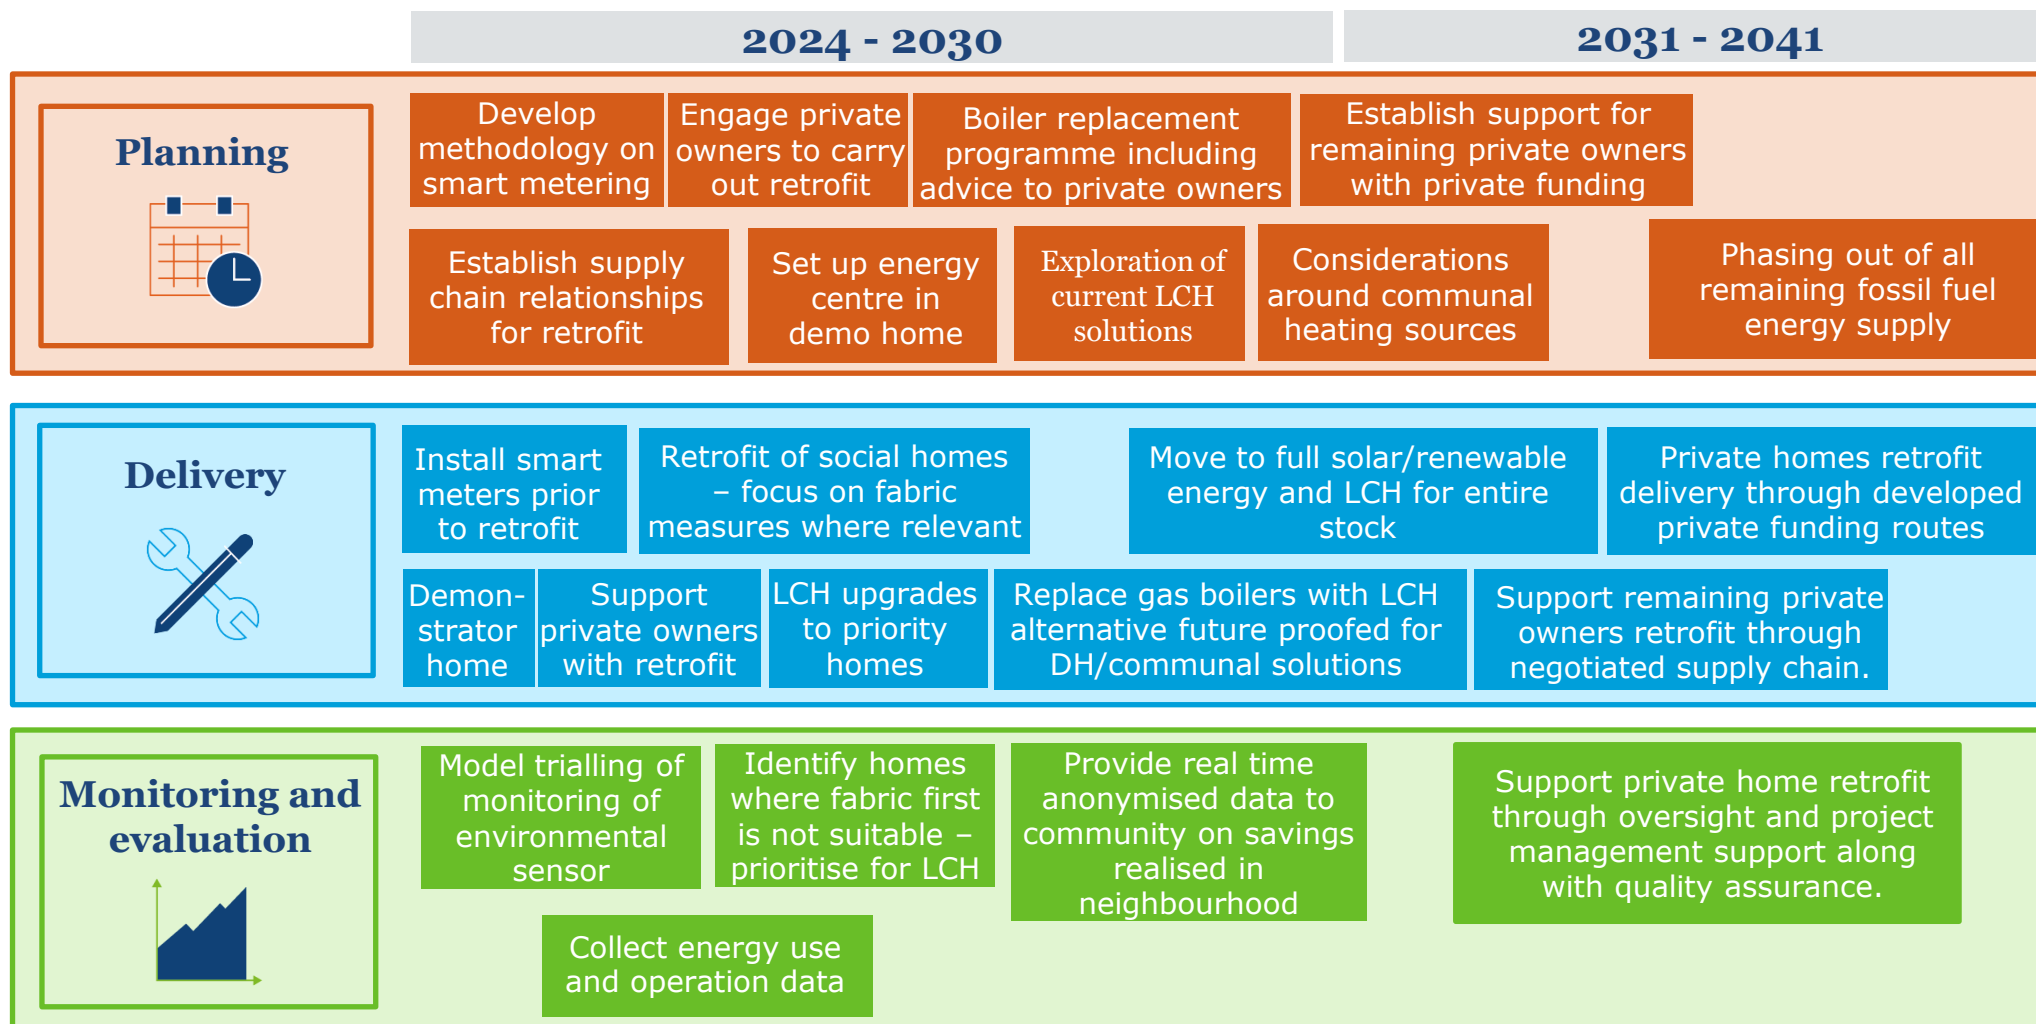 2024 - 2030
2031 - 2041
Planning
Develop
methodology on
smart metering
Engage private
owners to carry
out retrofit
Boiler replacement
programme including
advice to private owners
Establish support for
remaining private owners
with private funding
Establish supply
chain relationships
for retrofit
Set up energy
centre in
demo home
Exploration of
current LCH
solutions
Considerations
around communal
heating sources
Phasing out of all
remaining fossil fuel
energy supply
Delivery
Install smart
meters prior
to retrofit
Retrofit of social homes
– focus on fabric
measures where relevant
Move to full solar/renewable
energy and LCH for entire
stock
Private homes retrofit
delivery through developed
private funding routes
Demon-
strator
home
Support
private owners
with retrofit
LCH upgrades
to priority
homes
Replace gas boilers with LCH
alternative future proofed for
DH/communal solutions
Support remaining private
owners retrofit through
negotiated supply chain.
Monitoring and
evaluation
Model trialling of
monitoring of
environmental
sensor
Identify homes
where fabric first
is not suitable –
prioritise for LCH
Provide real time
anonymised data to
community on savings
realised in
neighbourhood
Support private home retrofit
through oversight and project
management support along
with quality assurance.
Collect energy use
and operation data